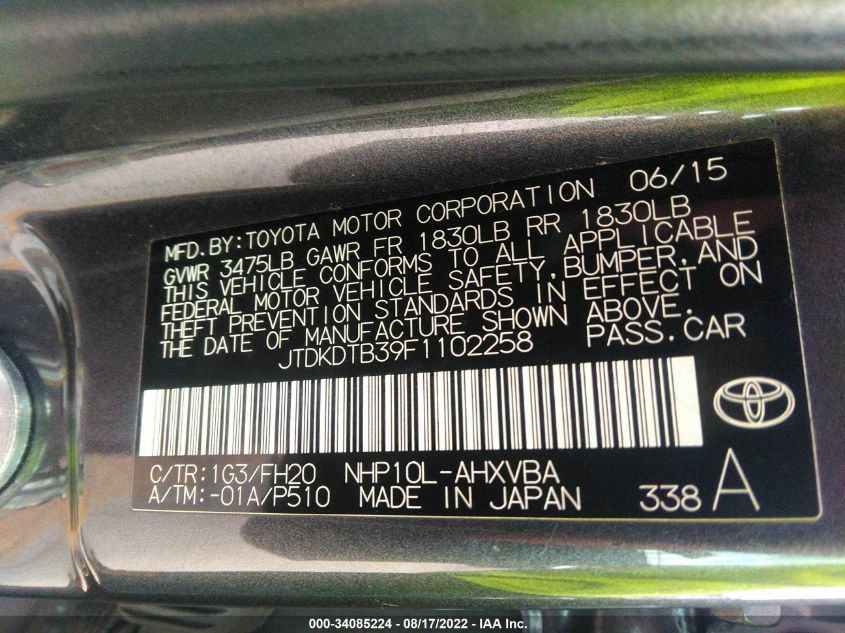 MFD.BY:TOYOTA MOTOR CORPORATION 06/15
GVWR 3475LB GAWR FR 1830LB RR 1830LB
THIS VEHICLE CONFORMS TO ALL APPLICABLE
FEDERAL MOTOR VEHICLE SAFETY,BUMPER,AND
THEFT PREVENTION STANDARDS IN EFFECT ON
THE DATE OF MANUFACTURE SHOWN ABOVE.
JTDKDTB39F1102258 PASS.CAR
C/TR:1G3/FH20 NHP10L-AHXVBA
A/TM:-01A/P510 MADE IN JAPAN 338 A
000-34085224 - 08/17/2022 - IAA Inc.